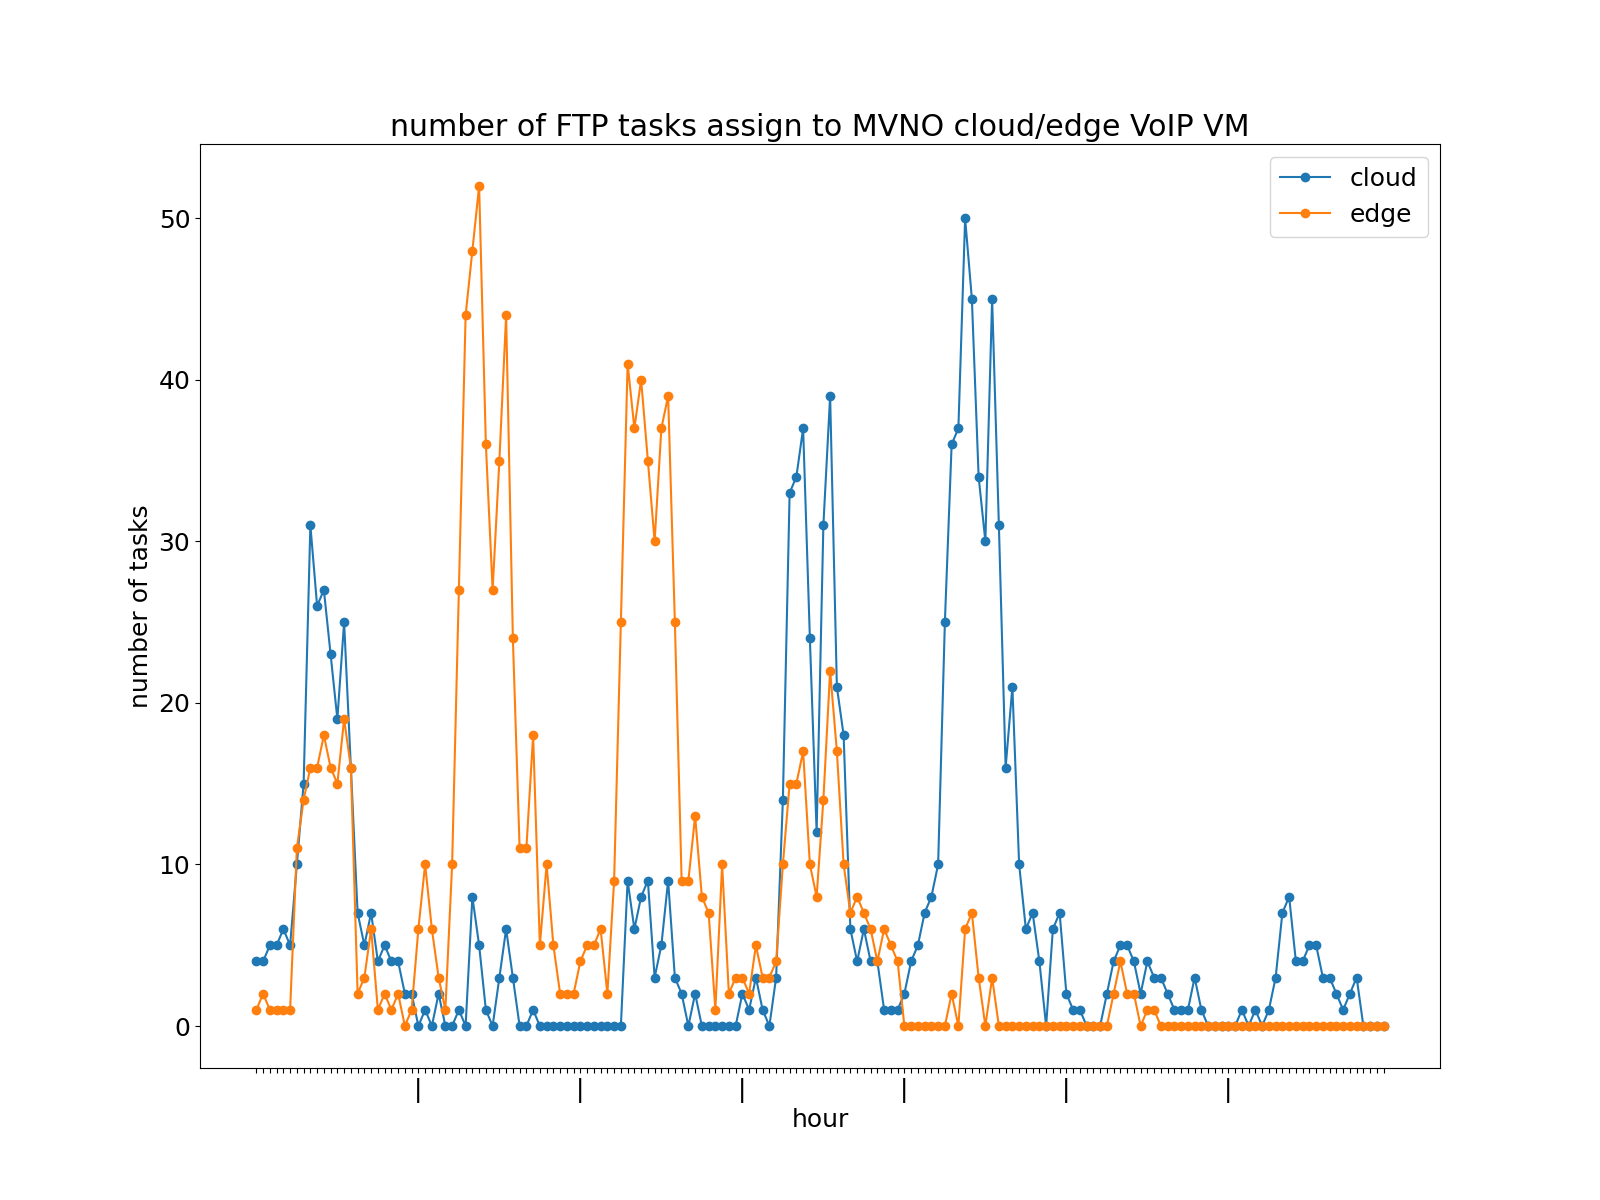 number of FTP tasks assign to MVNO cloud/edge VoIP VM
cloud
edge
50
40
30
20
10
0
number of tasks
| | | | | |
hour